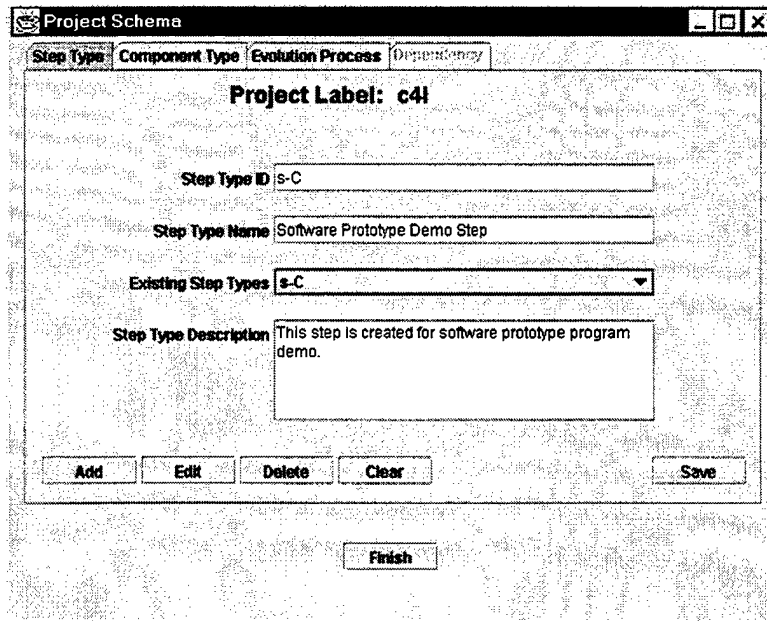 Project Schema
Step Type Component Type Evolution Process Dependency
Project Label: c4i
Step Type ID s-C
Step Type Name Software Prototype Demo Step
Existing Step Types s-C
Step Type Description This step is created for software prototype program
demo.
Add Edit Delete Clear Save
Finish